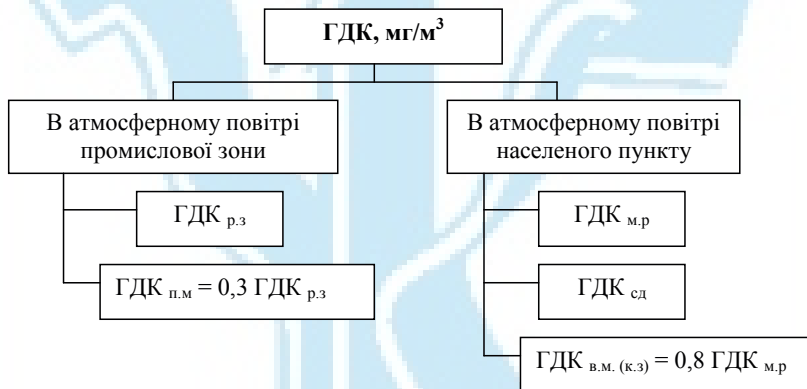 ГДК, мг/м³
В атмосферному повітрі
промислової зони
В атмосферному повітрі
населеного пункту
ГДК р.з
ГДК м.р
ГДК п.м = 0,3 ГДК р.з
ГДК сд
ГДК в.м. (к.з) = 0,8 ГДК м.р